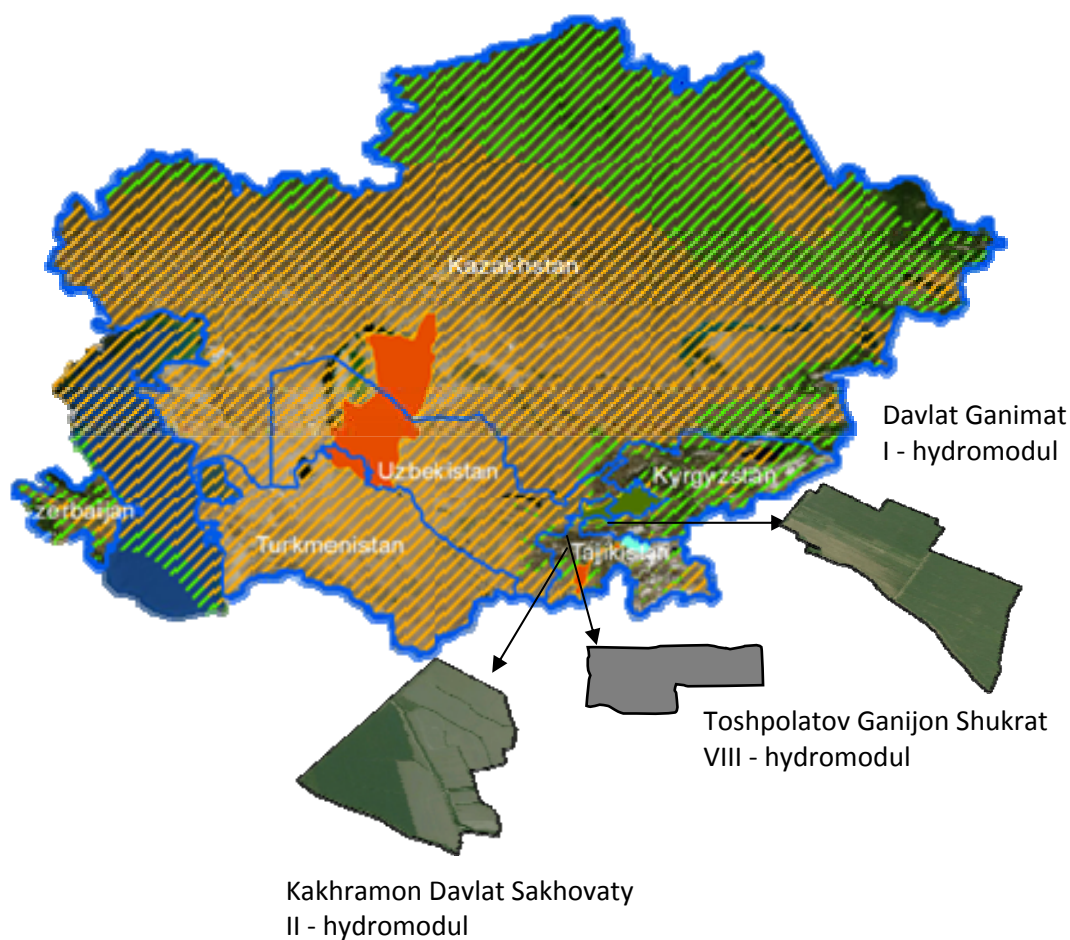 Kazakhstan
Davlat Ganimat
I - hydromodul
Uzbekistan
Kyrgyzstan
zerbaijan
Turkmenistan
Tajikistan
Toshpolatov Ganijon Shukrat
VIII - hydromodul
Kakhramon Davlat Sakhovaty
II - hydromodul